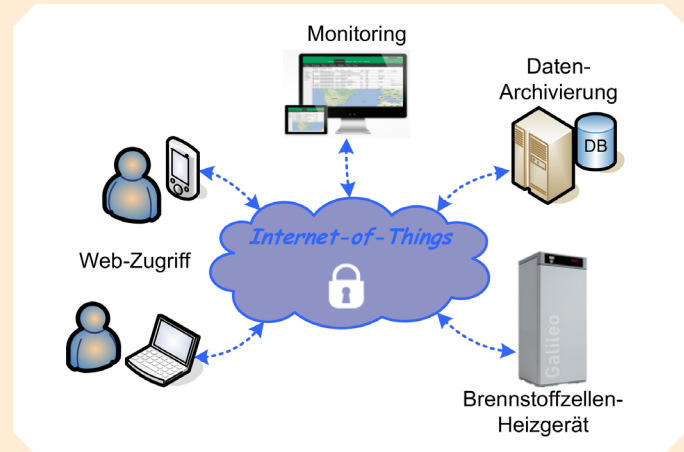 Monitoring
Daten-
Archivierung
DB
Internet-of-Things
Web-Zugriff
Galileo
Brennstoffzellen-
Heizgerät